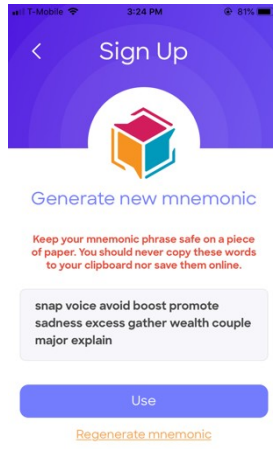 T-Mobile 3:24 PM 81%
Sign Up
Generate new mnemonic
Keep your mnemonic phrase safe on a piece
of paper. You should never copy these words
to your clipboard nor save them online.
snap voice avoid boost promote
sadness excess gather wealth couple
major explain
Use
Regenerate mnemonic